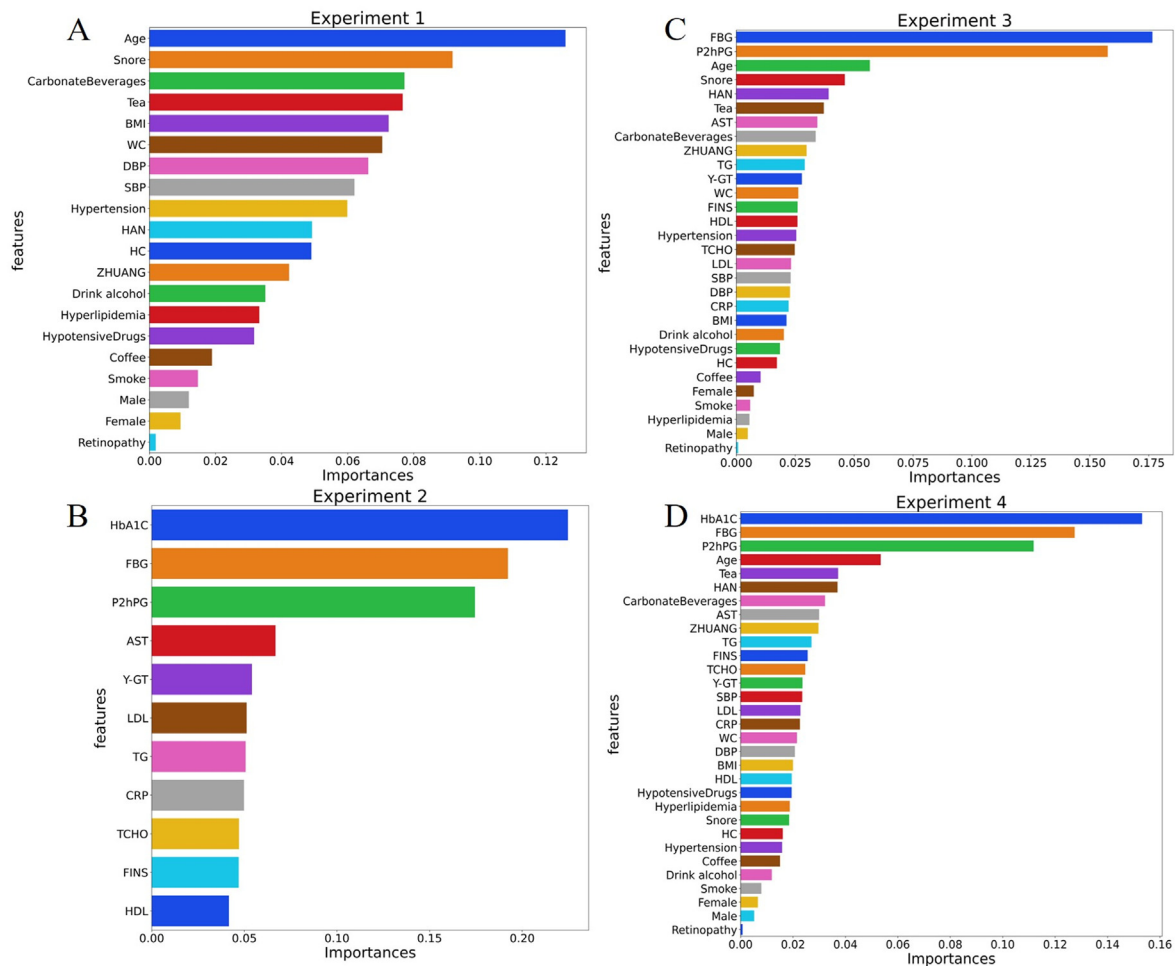 A
Experiment 1
features
Age
Snore
CarbonateBeverages
Tea
BMI
WC
DBP
SBP
Hypertension
HAN
HC
ZHUANG
Drink alcohol
Hyperlipidemia
HypotensiveDrugs
Coffee
Smoke
Male
Female
Retinopathy
0.00 0.02 0.04 0.06 0.08 0.10 0.12
Importances
B
Experiment 2
features
HbA1C
FBG
P2hPG
AST
Y-GT
LDL
TG
CRP
TCHO
FINS
HDL
0.00 0.05 0.10 0.15 0.20
Importances
C
Experiment 3
features
FBG
P2hPG
Age
Snore
HAN
Tea
AST
CarbonateBeverages
ZHUANG
TG
Y-GT
WC
FINS
HDL
Hypertension
TCHO
LDL
SBP
DBP
CRP
BMI
Drink alcohol
HypotensiveDrugs
HC
Coffee
Female
Smoke
Hyperlipidemia
Male
Retinopathy
0.000 0.025 0.050 0.075 0.100 0.125 0.150 0.175
Importances
D
Experiment 4
features
HbA1C
FBG
P2hPG
Age
Tea
HAN
CarbonateBeverages
AST
ZHUANG
TG
FINS
TCHO
Y-GT
SBP
LDL
CRP
WC
DBP
BMI
HDL
HypotensiveDrugs
Hyperlipidemia
Snore
HC
Hypertension
Coffee
Drink alcohol
Smoke
Female
Male
Retinopathy
0.00 0.02 0.04 0.06 0.08 0.10 0.12 0.14 0.16
Importances